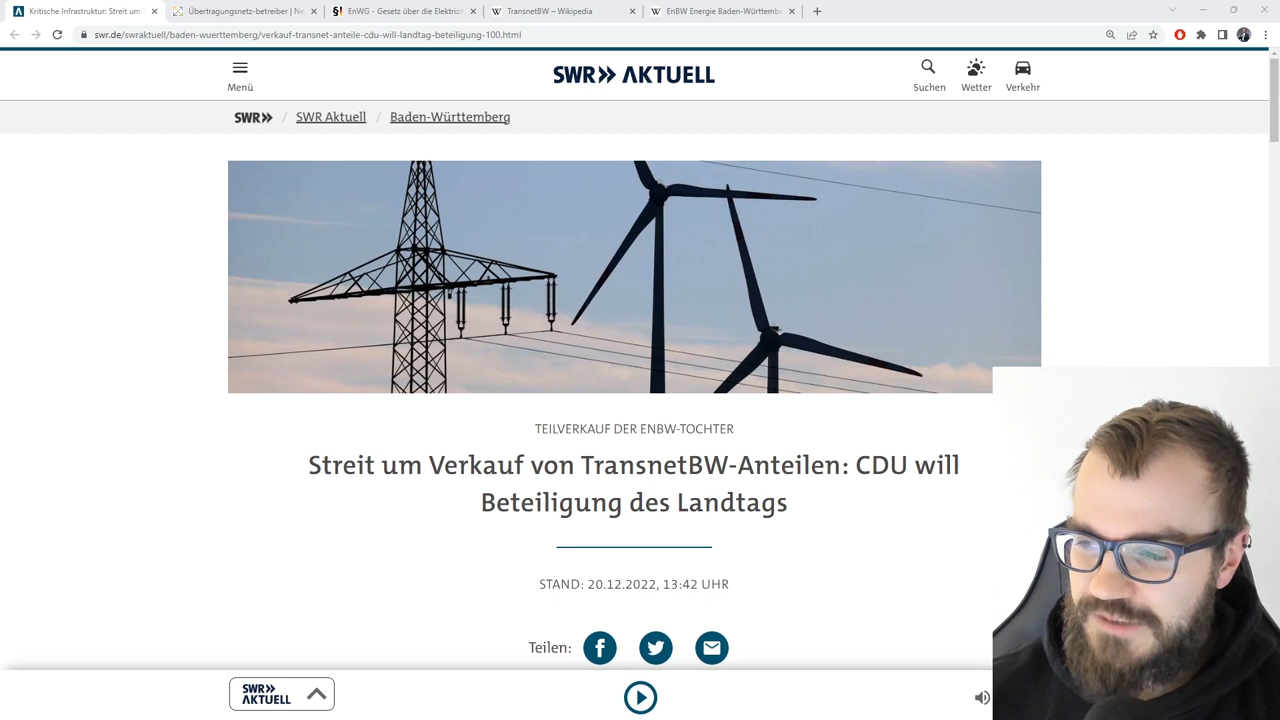 Kritische Infrastruktur: Streit um T
Übertragungsnetz-betreiber | Ne
EnWG - Gesetz über die Elektrizit
TransnetBW – Wikipedia
EnBW Energie Baden-Württembe
swr.de/swraktuell/baden-wuerttemberg/verkauf-transnet-anteile-cdu-will-landtag-beteiligung-100.html
Menü
SWR AKTUELL
Suchen
Wetter
Verkehr
SWR / SWR Aktuell / Baden-Württemberg
TEILVERKAUF DER ENBW-TOCHTER
Streit um Verkauf von TransnetBW-Anteilen: CDU will
Beteiligung des Landtags
STAND: 20.12.2022, 13:42 UHR
Teilen:
SWR
AKTUELL